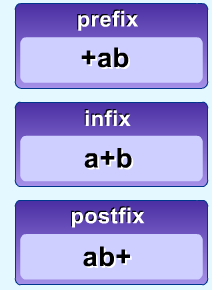 prefix
+ab
infix
a+b
postfix
ab+